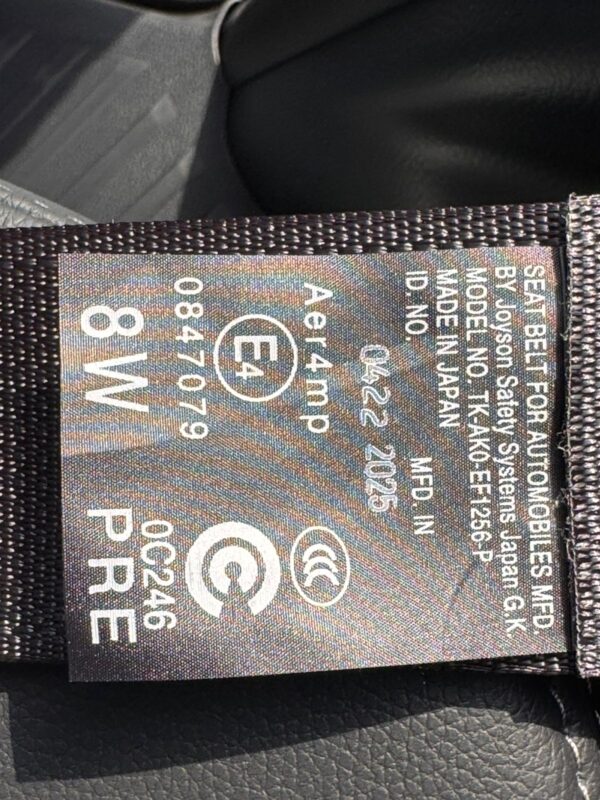 SEAT BELT FOR AUTOMOBILES MFD.
BY Joyson Safety Systems Japan G.K.
MODEL NO. TK-AK0-EF1256-P
MADE IN JAPAN
ID. NO. MFD. IN
0422 2025
Aer4mp
E4
CCC
0847079
0C246
8W PRE